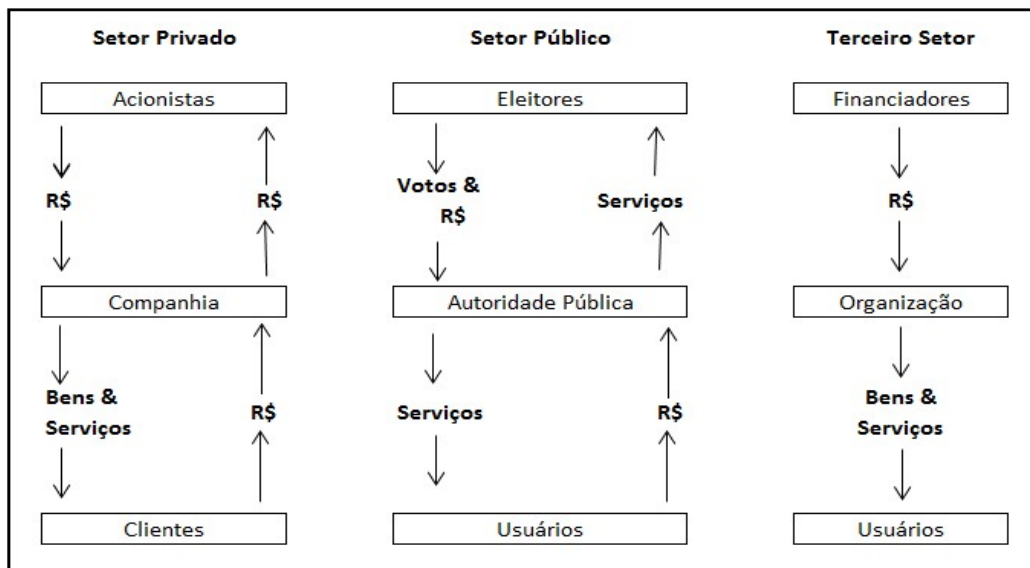 Setor Privado
Setor Público
Terceiro Setor
Acionistas
Eleitores
Financiadores
R$
R$
Votos &
R$
Serviços
R$
Companhia
Autoridade Pública
Organização
Bens &
Serviços
R$
Serviços
R$
Bens &
Serviços
Clientes
Usuários
Usuários